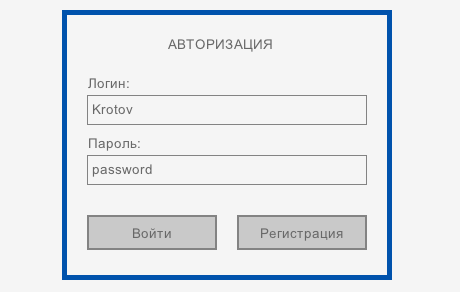 АВТОРИЗАЦИЯ
Логин:
Krotov
Пароль:
password
Войти
Регистрация